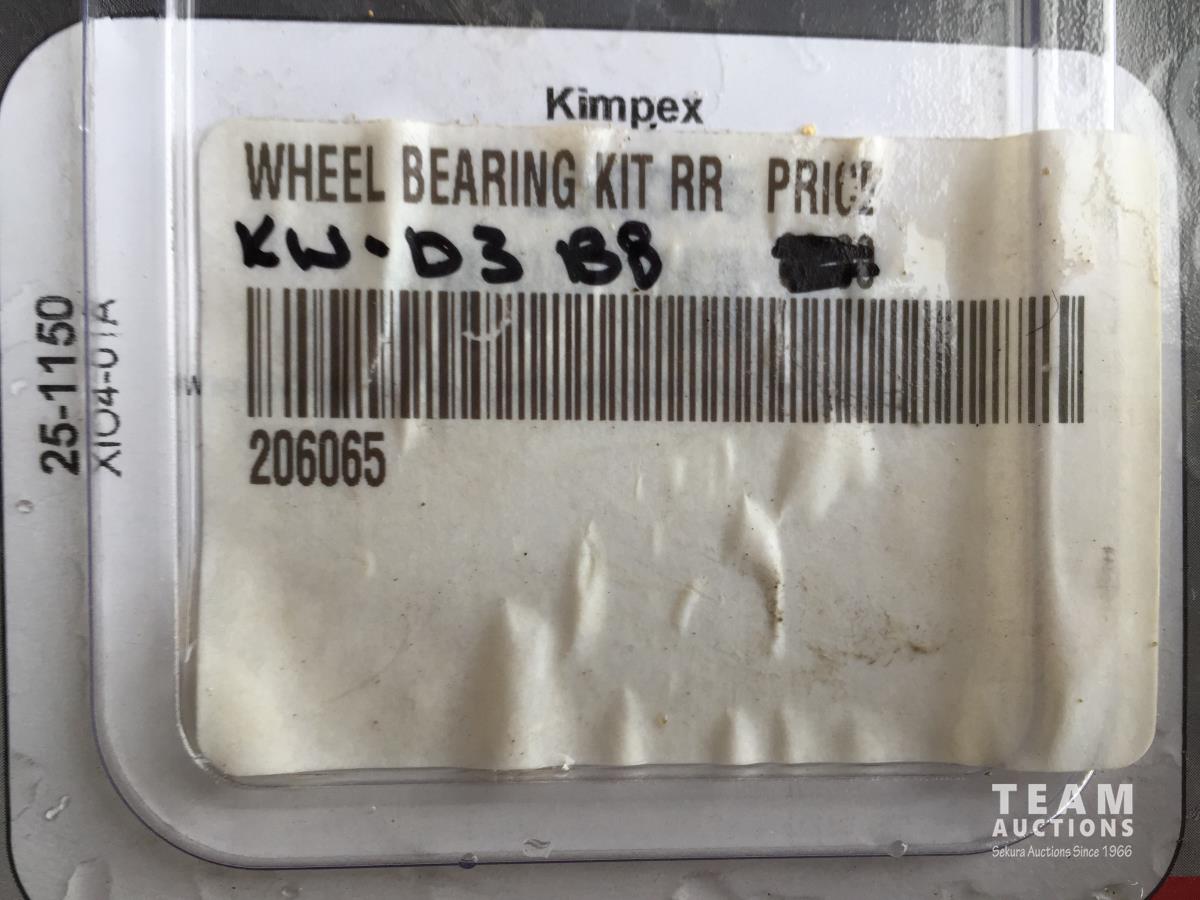 Kimpex
WHEEL BEARING KIT RR PRICE
KW-D3 B8
206065
25-1150
XI04-01A
TEAM
AUCTIONS
Sekura Auctions Since 1966